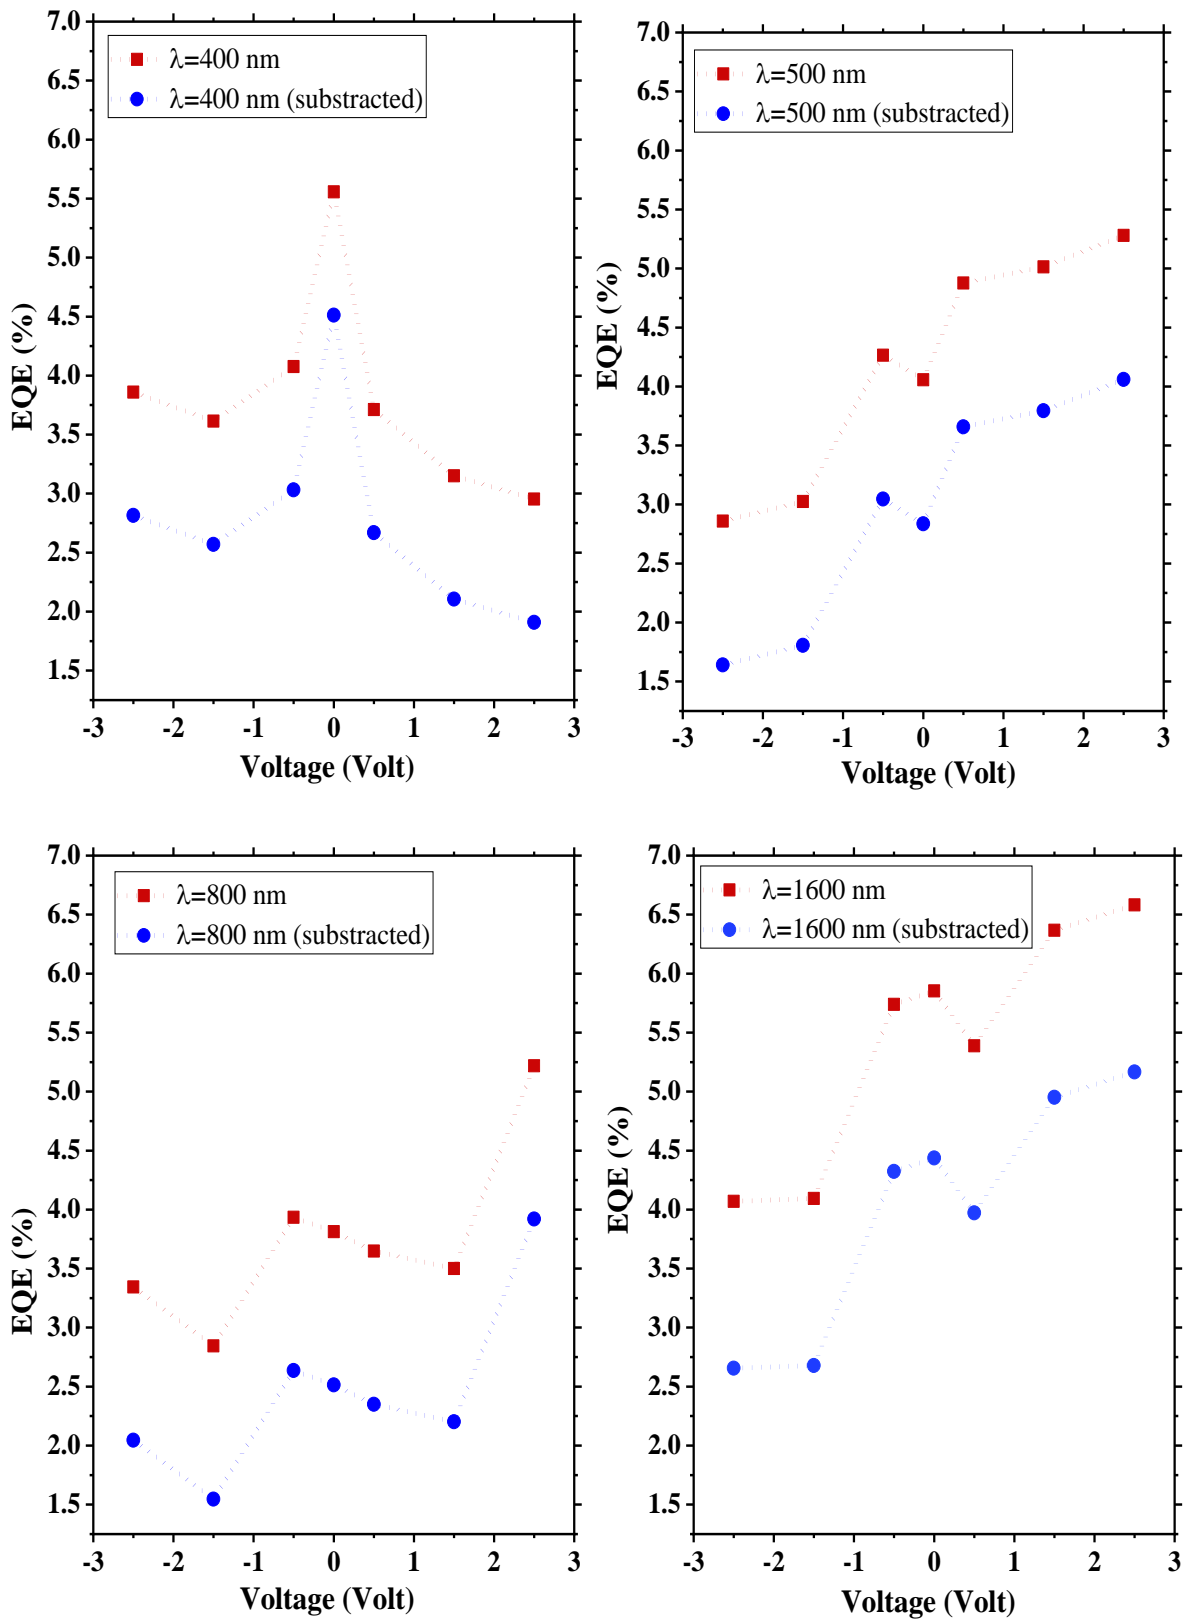 λ=400 nm
λ=400 nm (substracted)
7.0
6.5
6.0
5.5
5.0
4.5
4.0
3.5
3.0
2.5
2.0
1.5
EQE (%)
-3 -2 -1 0 1 2 3
Voltage (Volt)
λ=500 nm
λ=500 nm (substracted)
7.0
6.5
6.0
5.5
5.0
4.5
4.0
3.5
3.0
2.5
2.0
1.5
EQE (%)
-3 -2 -1 0 1 2 3
Voltage (Volt)
λ=800 nm
λ=800 nm (substracted)
7.0
6.5
6.0
5.5
5.0
4.5
4.0
3.5
3.0
2.5
2.0
1.5
EQE (%)
-3 -2 -1 0 1 2 3
Voltage (Volt)
λ=1600 nm
λ=1600 nm (substracted)
7.0
6.5
6.0
5.5
5.0
4.5
4.0
3.5
3.0
2.5
2.0
1.5
EQE (%)
-3 -2 -1 0 1 2 3
Voltage (Volt)